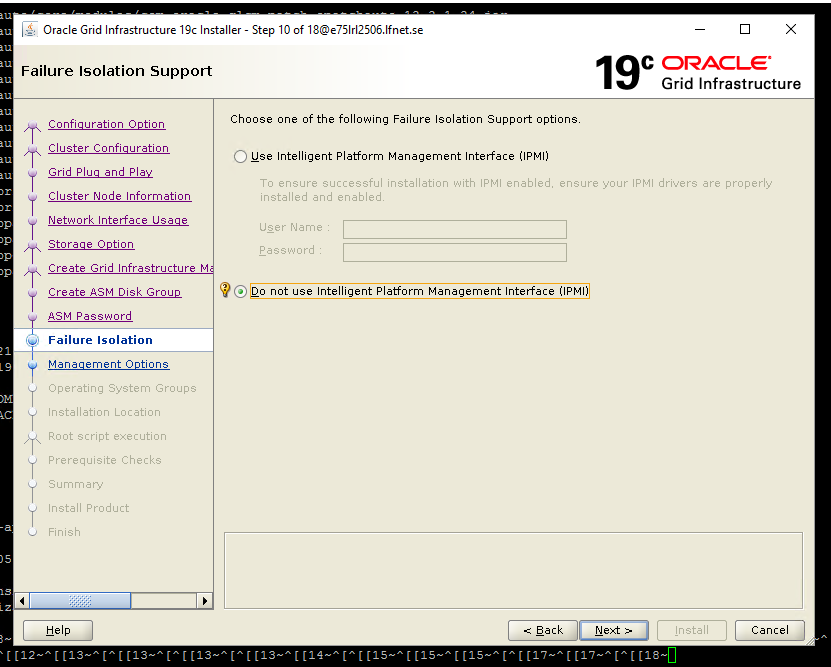 Oracle Grid Infrastructure 19c Installer - Step 10 of 18@e75lrl2506.lfnet.se
Failure Isolation Support
19c ORACLE
Grid Infrastructure
Configuration Option
Cluster Configuration
Grid Plug and Play
Cluster Node Information
Network Interface Usage
Storage Option
Create Grid Infrastructure Ma
Create ASM Disk Group
ASM Password
Failure Isolation
Management Options
Operating System Groups
Installation Location
Root script execution
Prerequisite Checks
Summary
Install Product
Finish
Choose one of the following Failure Isolation Support options.
Use Intelligent Platform Management Interface (IPMI)
To ensure successful installation with IPMI enabled, ensure your IPMI drivers are properly
installed and enabled.
User Name :
Password :
Do not use Intelligent Platform Management Interface (IPMI)
Help
< Back
Next >
Install
Cancel
^[[12~^[[13~^[[13~^[[13~^[[13~^[[14~^[[15~^[[15~^[[15~^[[17~^[[17~^[[18~